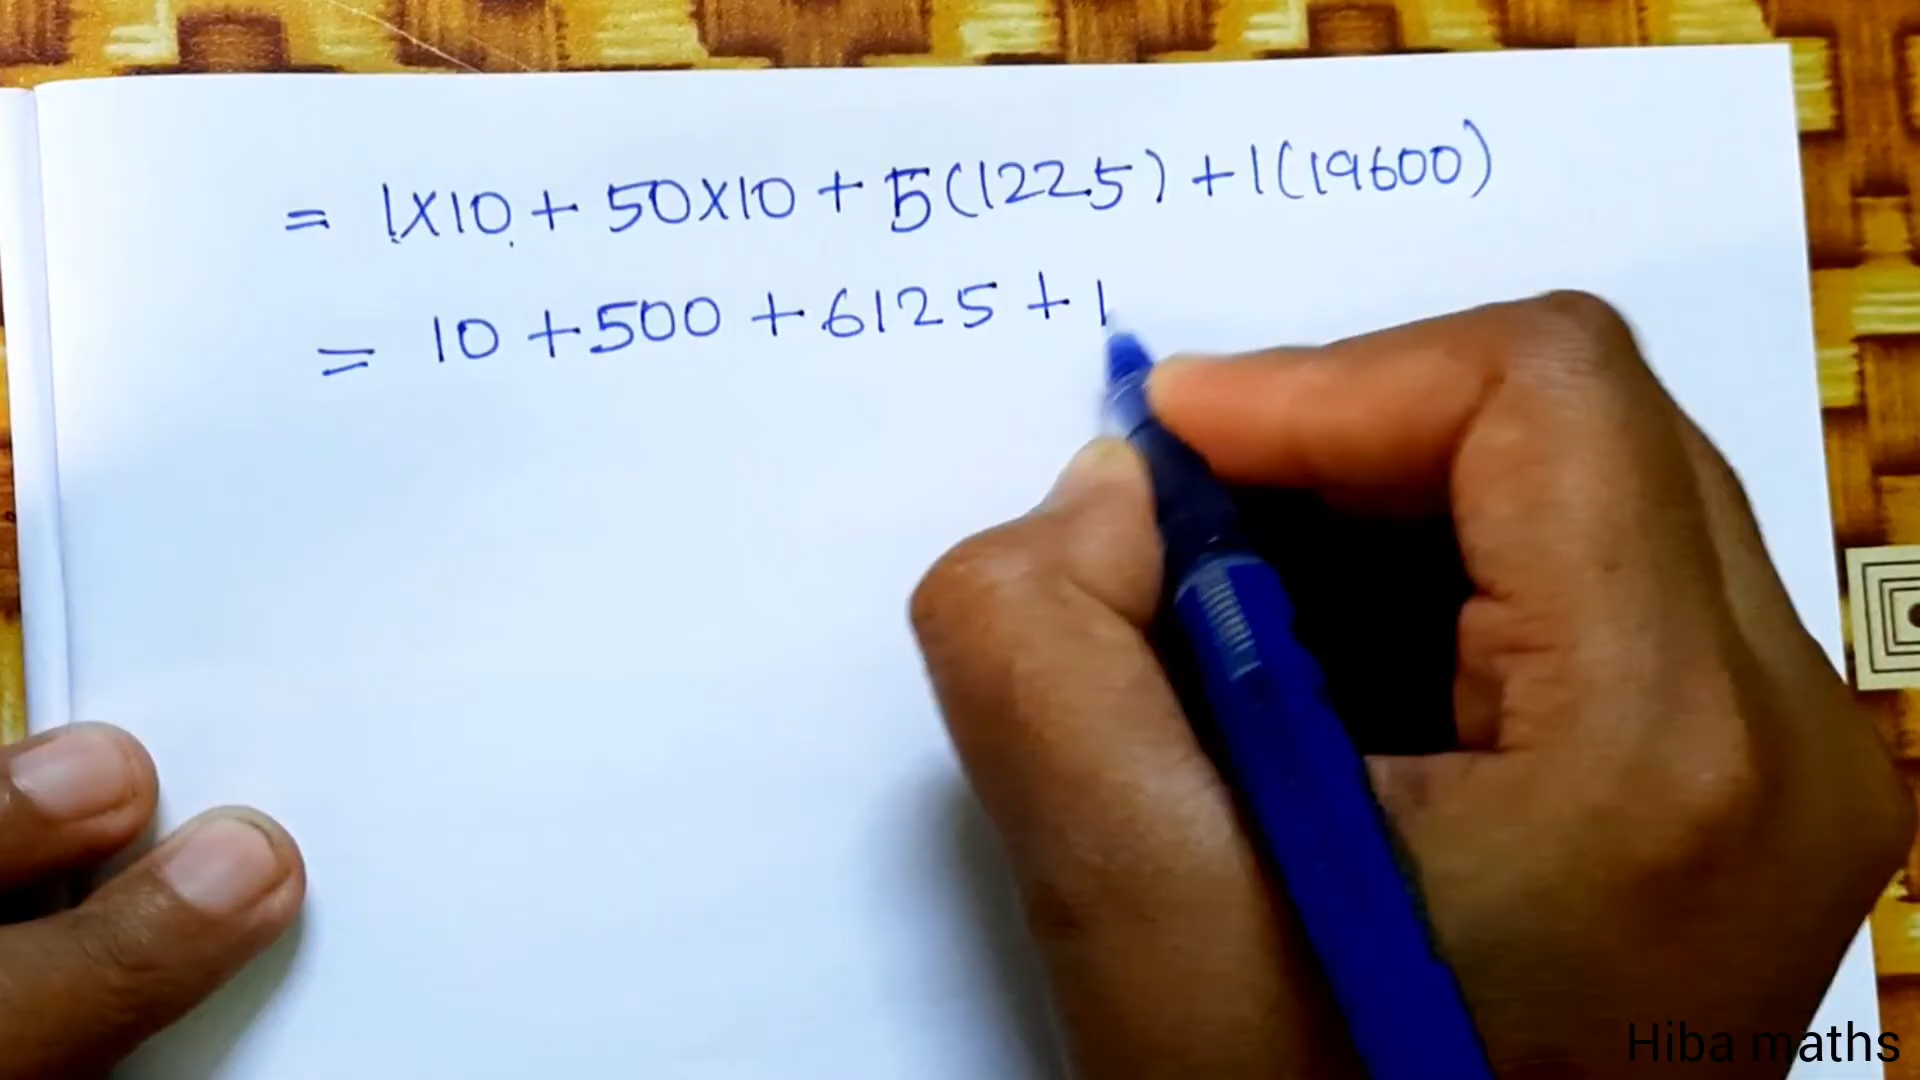 = 1×10 + 50×10 + 5(1225) + 1(19600)
= 10 + 500 + 6125 + 1
Hiba maths